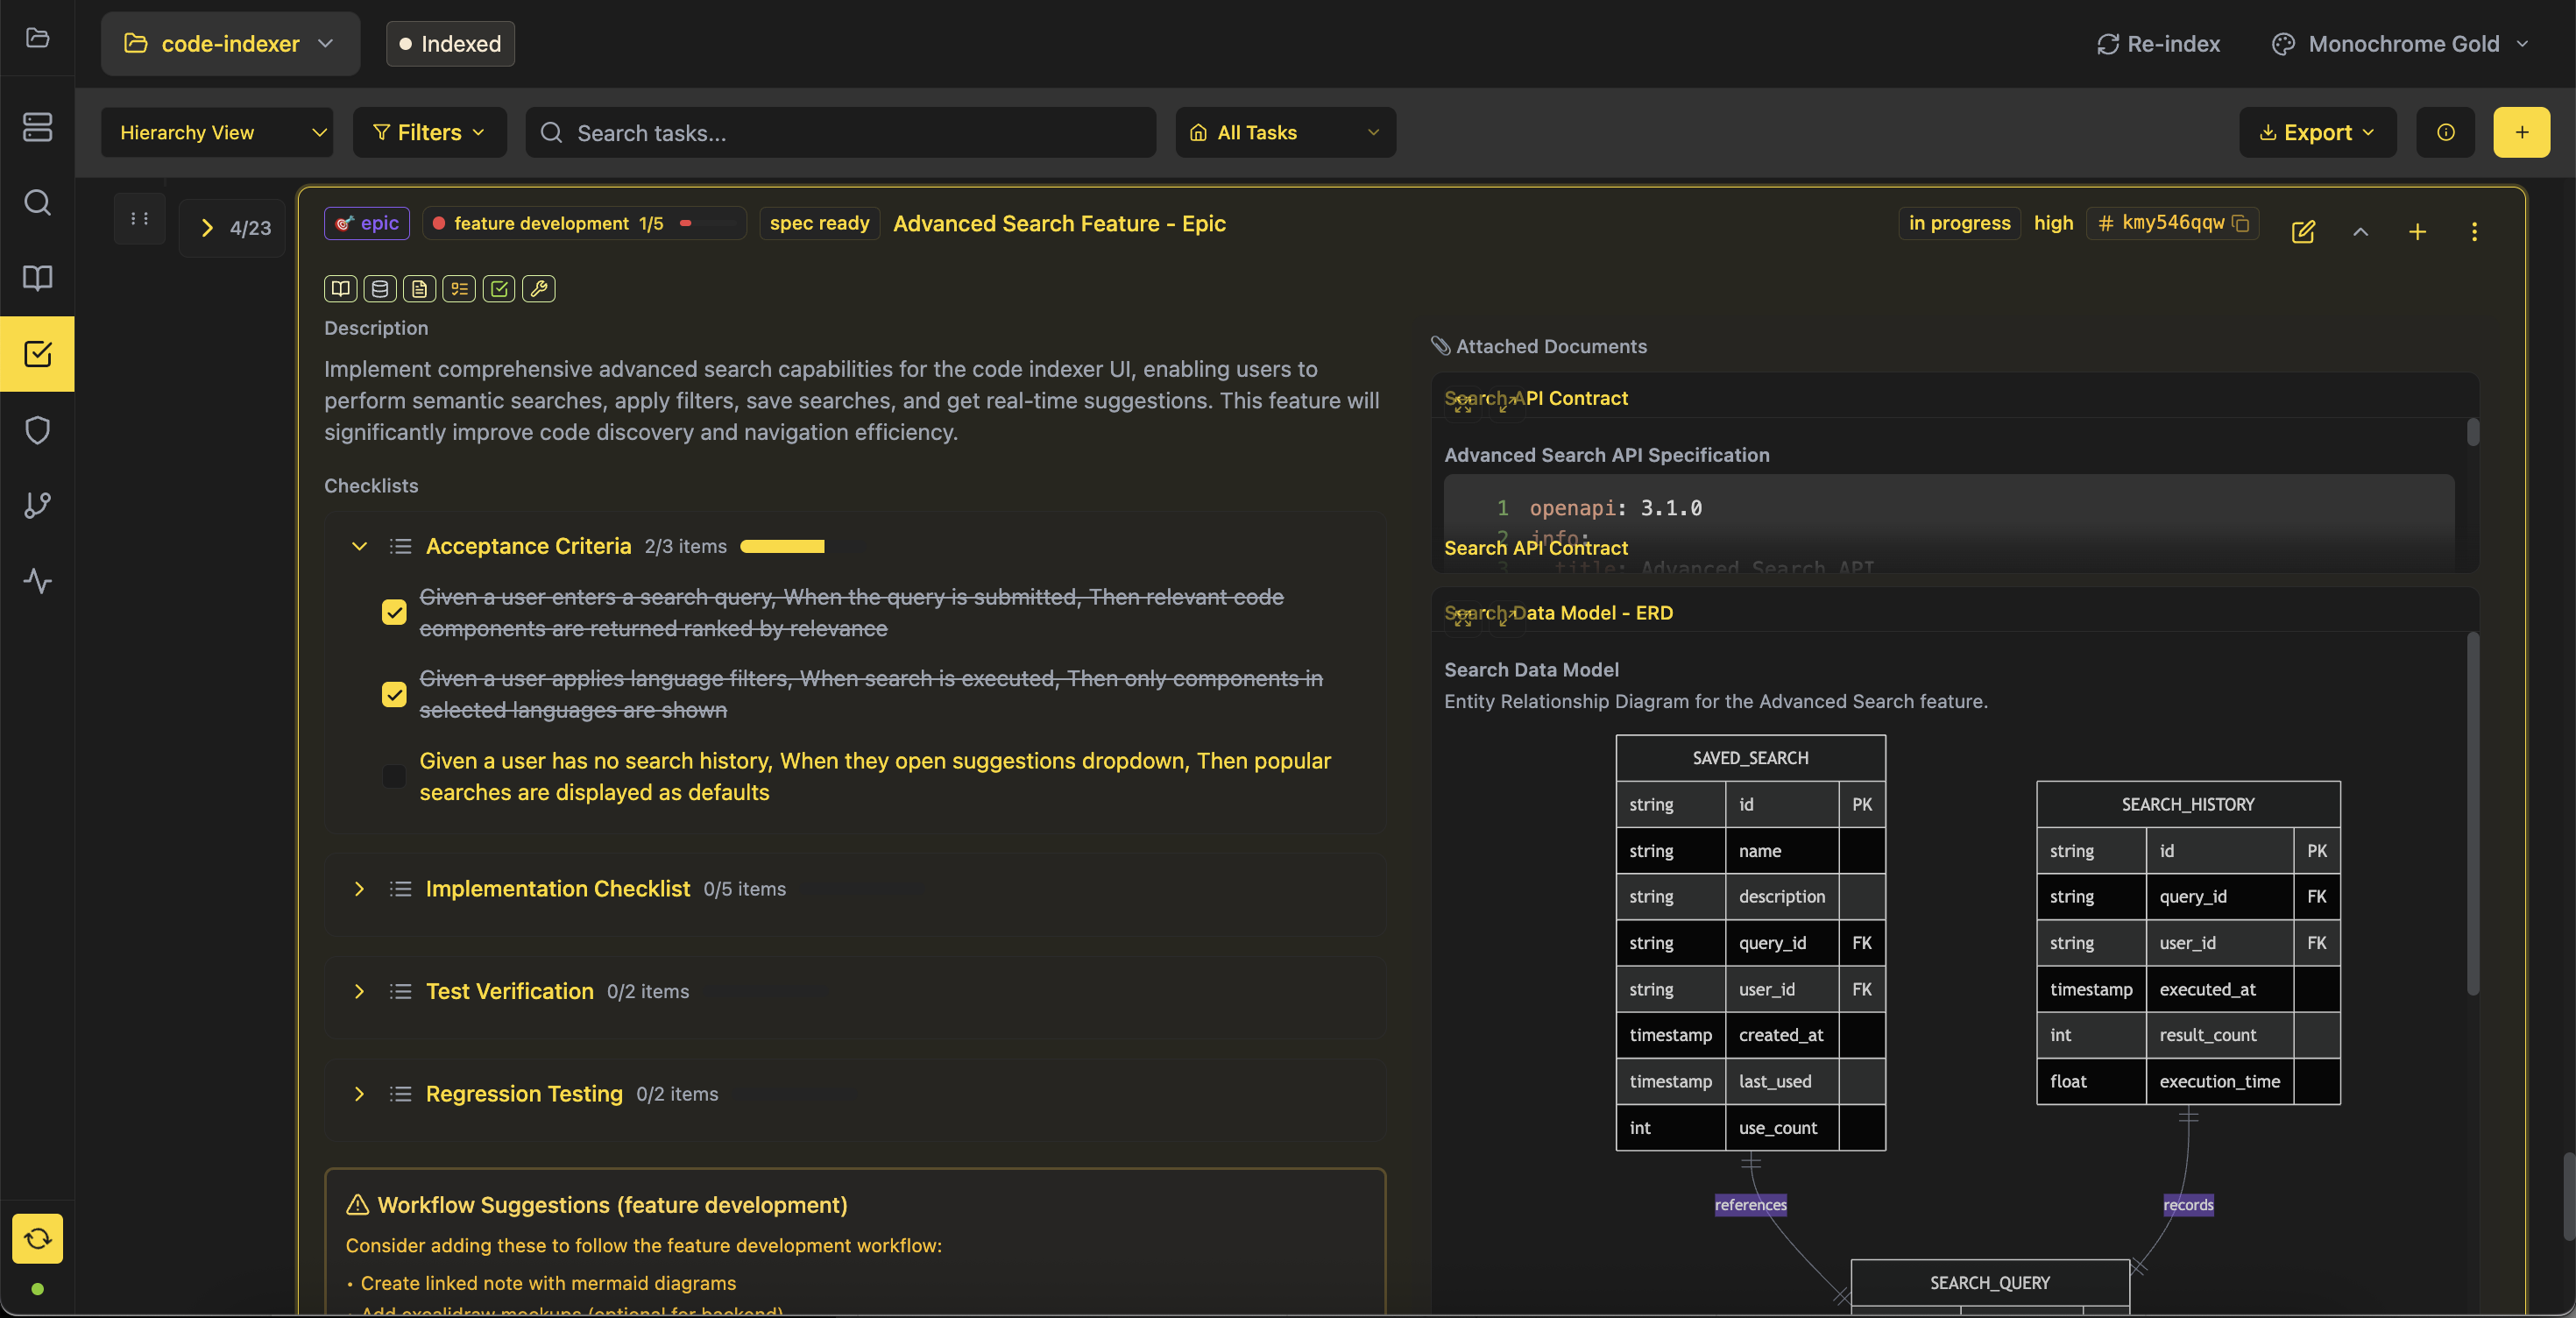 code-indexer
Indexed
Re-index
Monochrome Gold
Hierarchy View
Filters
Search tasks...
All Tasks
Export
4/23
epic
feature development 1/5
spec ready
Advanced Search Feature - Epic
in progress
high
# kmy546qqw
Description
Implement comprehensive advanced search capabilities for the code indexer UI, enabling users to
perform semantic searches, apply filters, save searches, and get real-time suggestions. This feature will
significantly improve code discovery and navigation efficiency.
Checklists
Acceptance Criteria 2/3 items
Given a user enters a search query, When the query is submitted, Then relevant code
components are returned ranked by relevance
Given a user applies language filters, When search is executed, Then only components in
selected languages are shown
Given a user has no search history, When they open suggestions dropdown, Then popular
searches are displayed as defaults
Implementation Checklist 0/5 items
Test Verification 0/2 items
Regression Testing 0/2 items
Workflow Suggestions (feature development)
Consider adding these to follow the feature development workflow:
• Create linked note with mermaid diagrams
• Add excalidraw mockups (optional for backend)
Attached Documents
Search API Contract
Advanced Search API Specification
1 openapi: 3.1.0
2 info:
Search API Contract
3 title: Advanced Search API
Search Data Model - ERD
Search Data Model
Entity Relationship Diagram for the Advanced Search feature.
SAVED_SEARCH
string id PK
string name
string description
string query_id FK
string user_id FK
timestamp created_at
timestamp last_used
int use_count
SEARCH_HISTORY
string id PK
string query_id FK
string user_id FK
timestamp executed_at
int result_count
float execution_time
references
records
SEARCH_QUERY